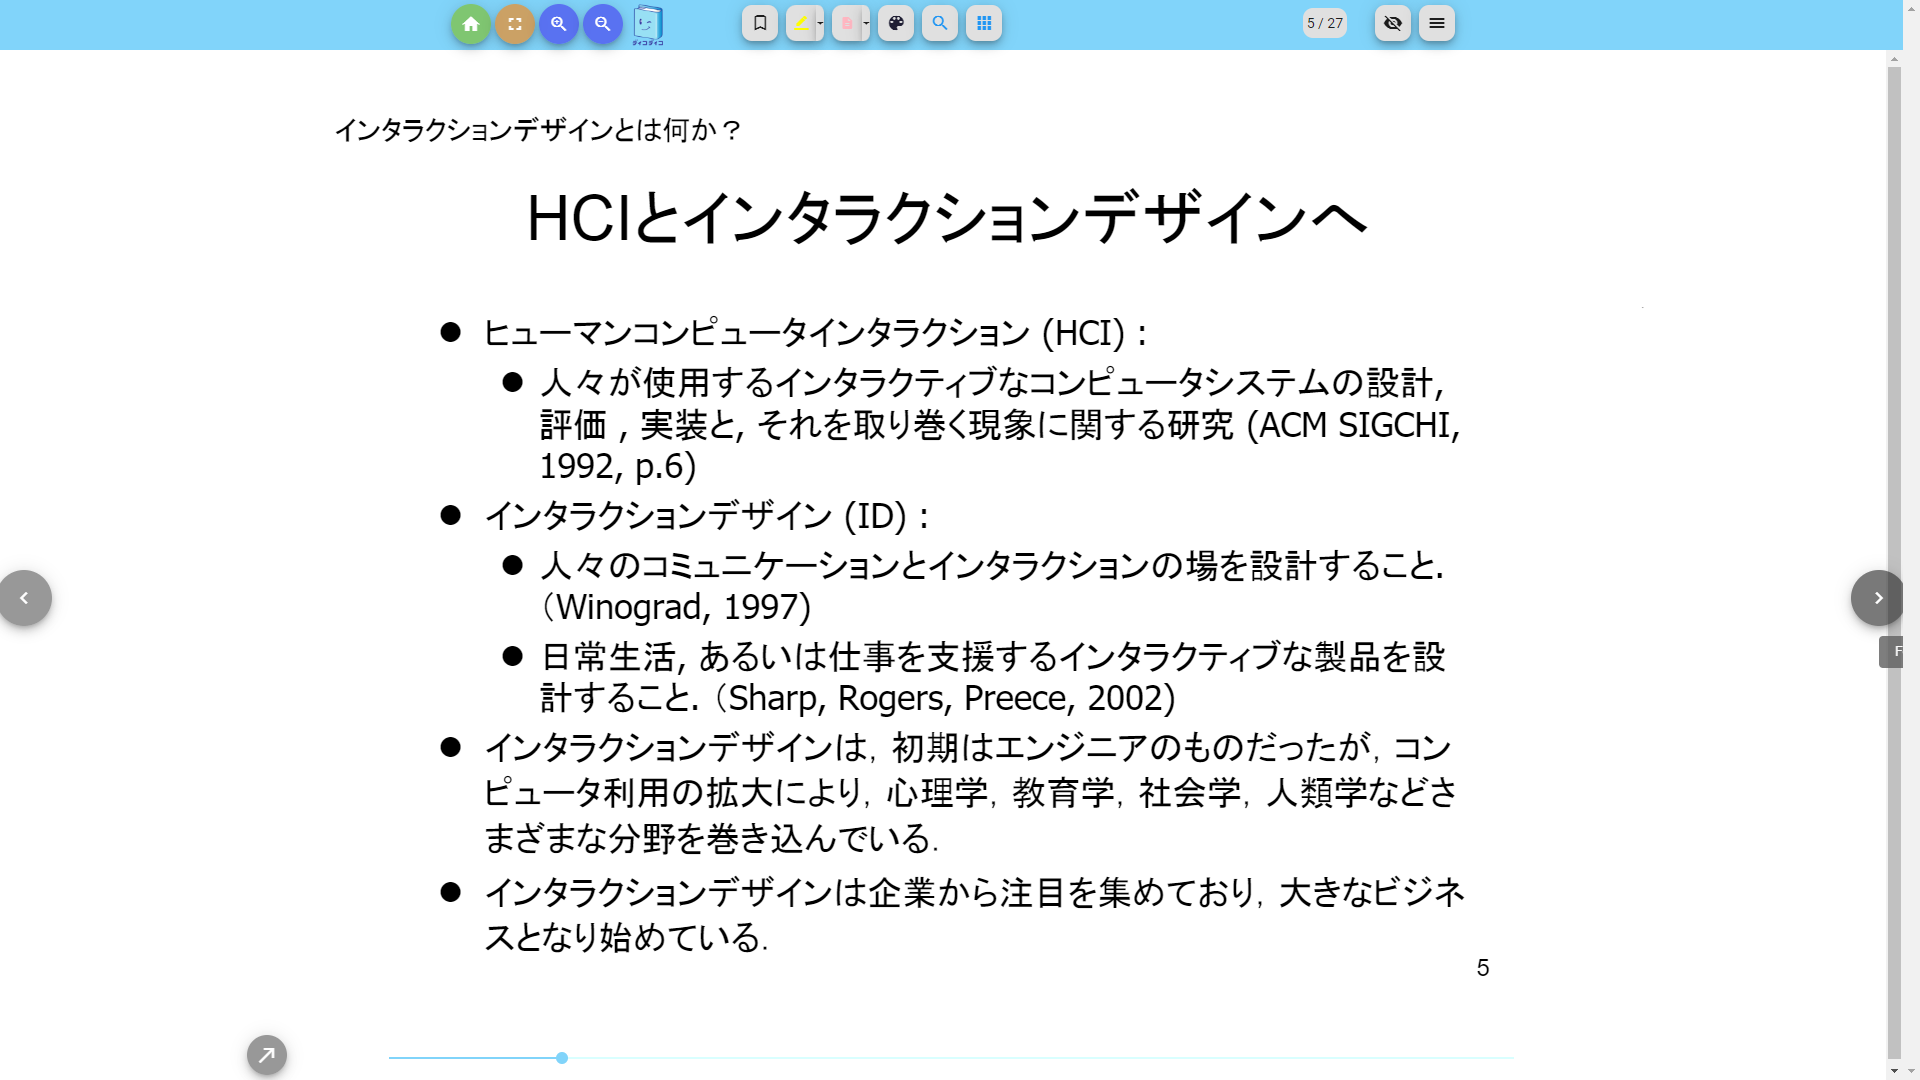 ダィコダィコ
5 / 27
インタラクションデザインとは何か？
HCIとインタラクションデザインへ
● ヒューマンコンピュータインタラクション (HCI) :
● 人々が使用するインタラクティブなコンピュータシステムの設計,
評価 , 実装と, それを取り巻く現象に関する研究 (ACM SIGCHI,
1992, p.6)
● インタラクションデザイン (ID) :
● 人々のコミュニケーションとインタラクションの場を設計すること.
（Winograd, 1997)
● 日常生活, あるいは仕事を支援するインタラクティブな製品を設
計すること.（Sharp, Rogers, Preece, 2002)
● インタラクションデザインは, 初期はエンジニアのものだったが, コン
ピュータ利用の拡大により, 心理学, 教育学, 社会学, 人類学などさ
まざまな分野を巻き込んでいる.
● インタラクションデザインは企業から注目を集めており, 大きなビジネ
スとなり始めている.
5
F